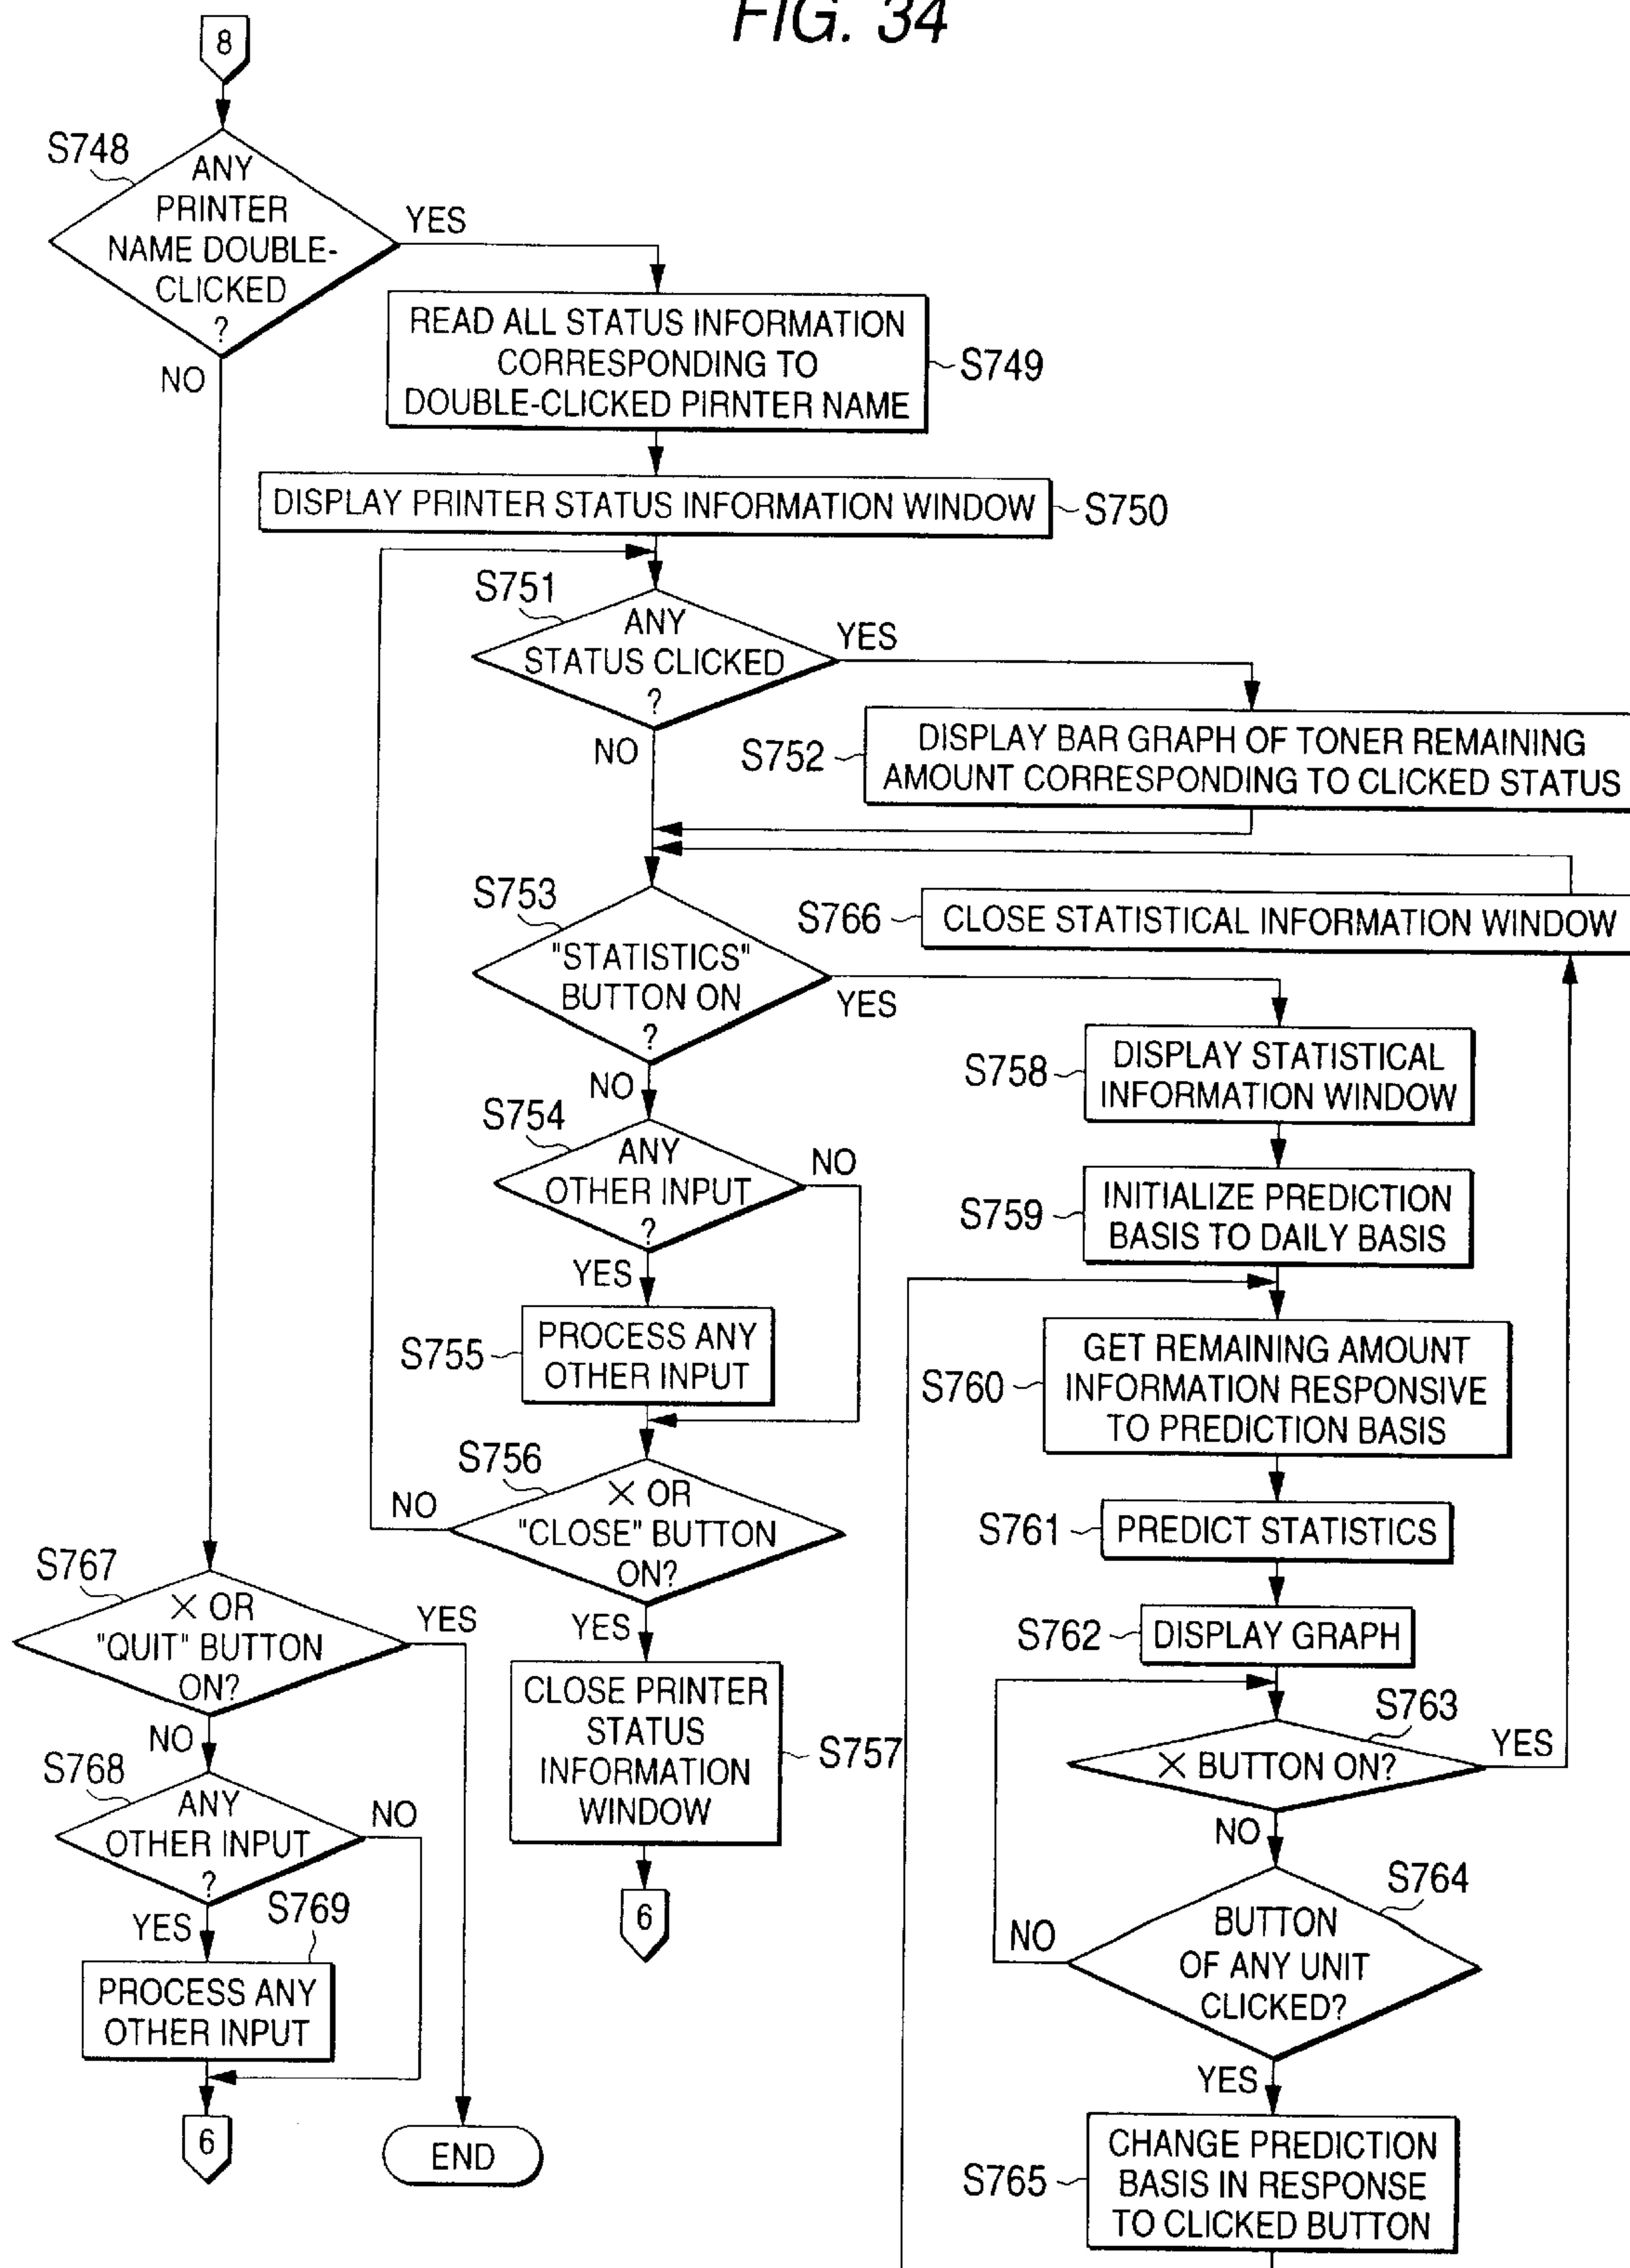 FIG. 34
8
S748
ANY
PRINTER
NAME DOUBLE-
CLICKED
?
YES
NO
READ ALL STATUS INFORMATION
CORRESPONDING TO
DOUBLE-CLICKED PIRNTER NAME
S749
DISPLAY PRINTER STATUS INFORMATION WINDOW
S750
S751
ANY
STATUS CLICKED
?
YES
NO
S752
DISPLAY BAR GRAPH OF TONER REMAINING
AMOUNT CORRESPONDING TO CLICKED STATUS
S753
"STATISTICS"
BUTTON ON
?
YES
NO
S766
CLOSE STATISTICAL INFORMATION WINDOW
S754
ANY
OTHER INPUT
?
NO
YES
S755
PROCESS ANY
OTHER INPUT
S756
× OR
"CLOSE" BUTTON
ON?
NO
YES
CLOSE PRINTER
STATUS
INFORMATION
WINDOW
S757
6
S758
DISPLAY STATISTICAL
INFORMATION WINDOW
S759
INITIALIZE PREDICTION
BASIS TO DAILY BASIS
S760
GET REMAINING AMOUNT
INFORMATION RESPONSIVE
TO PREDICTION BASIS
S761
PREDICT STATISTICS
S762
DISPLAY GRAPH
S763
× BUTTON ON?
YES
NO
S764
BUTTON
OF ANY UNIT
CLICKED?
NO
YES
S765
CHANGE PREDICTION
BASIS IN RESPONSE
TO CLICKED BUTTON
S767
× OR
"QUIT" BUTTON
ON?
YES
NO
S768
ANY
OTHER INPUT
?
NO
YES
S769
PROCESS ANY
OTHER INPUT
6
END